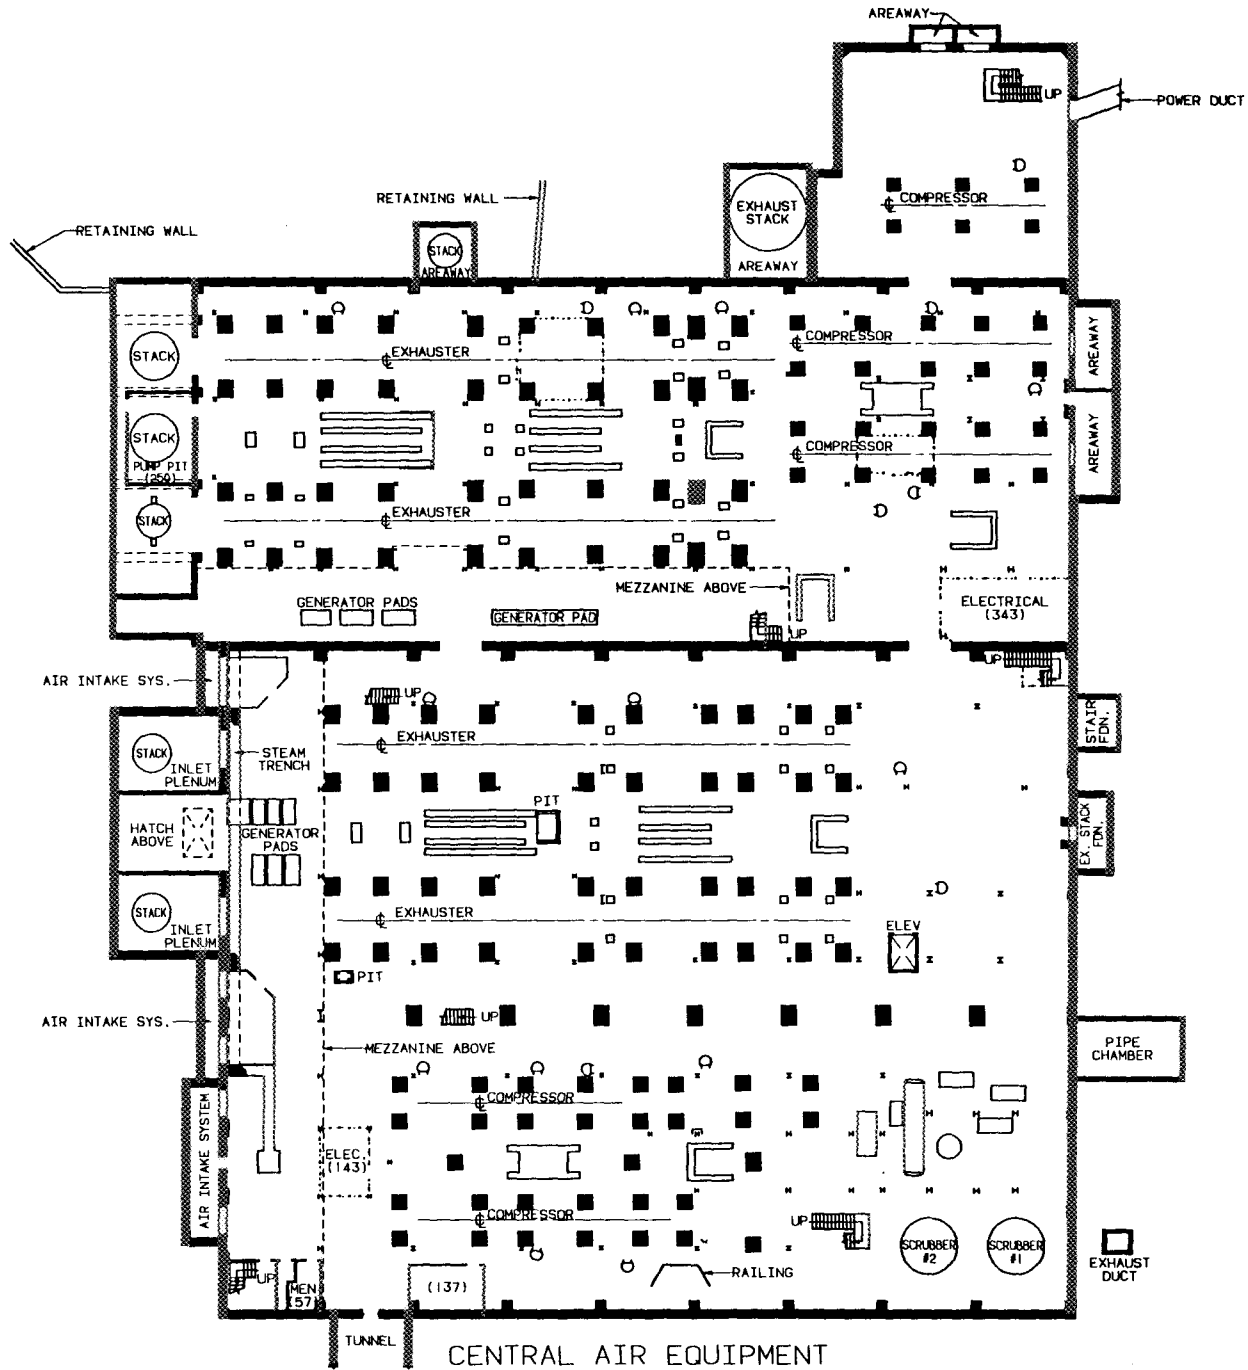 AREAWAY
UP
POWER DUCT
RETAINING WALL
EXHAUST
STACK
COMPRESSOR
RETAINING WALL
STACK
AREAWAY
AREAWAY
STACK
EXHAUSTER
COMPRESSOR
AREAWAY
STACK
PUMP PIT
(250)
COMPRESSOR
AREAWAY
STACK
EXHAUSTER
MEZZANINE ABOVE
GENERATOR PADS
GENERATOR PAD
ELECTRICAL
(343)
UP
UP
AIR INTAKE SYS.
UP
STAIR
FDN.
STACK
INLET
PLENUM
STEAM
TRENCH
EXHAUSTER
PIT
HATCH
ABOVE
GENERATOR
PADS
EX. STACK
FDN.
STACK
INLET
PLENUM
EXHAUSTER
ELEV
PIT
AIR INTAKE SYS.
UP
MEZZANINE ABOVE
PIPE
CHAMBER
COMPRESSOR
AIR INTAKE SYSTEM
ELEC.
(143)
COMPRESSOR
UP
SCRUBBER
#2
SCRUBBER
#1
EXHAUST
DUCT
UP
MEN
(57)
(137)
RAILING
TUNNEL
CENTRAL AIR EQUIPMENT